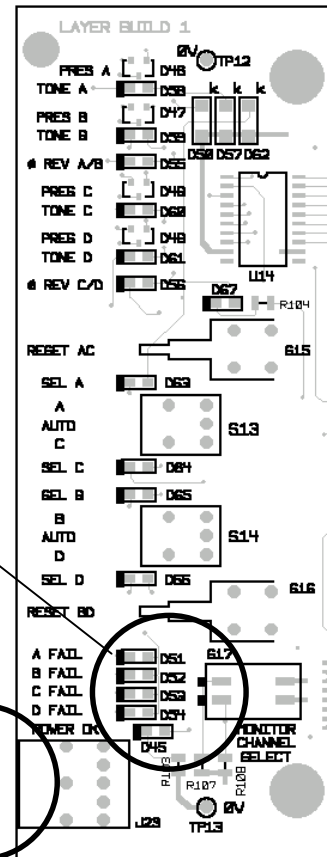 LAYER BUILD 1
0V TP12
PRES A D46
TONE A D58
k k k
PRES B D47
TONE B D59
D50 D57 D62
Ø REV A/B D55
PRES C D49
TONE C D60
PRES D D48
TONE D D61
U14
Ø REV C/D D56
D67
R104
RESET AC S15
SEL A D63
A
AUTO S13
C
SEL C D64
SEL B D65
B
AUTO S14
D
SEL D D66
S16
RESET BD
A FAIL D51 S17
B FAIL D52
C FAIL D53
D FAIL D54
POWER OK
D45
MONITOR
CHANNEL
SELECT
R103
R107
R108
J29
TP13 0V